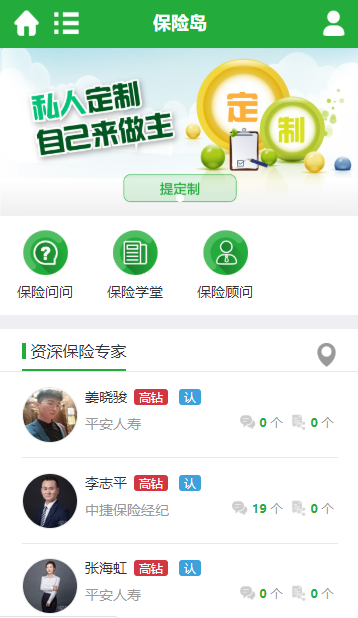 保险岛
私人定制
自己来做主
定
制
提定制
保险问问
保险学堂
保险顾问
资深保险专家
姜晓骏 高钻 认
平安人寿 0 个 0 个
李志平 高钻 认
中捷保险经纪 19 个 0 个
张海虹 高钻 认
平安人寿 0 个 0 个